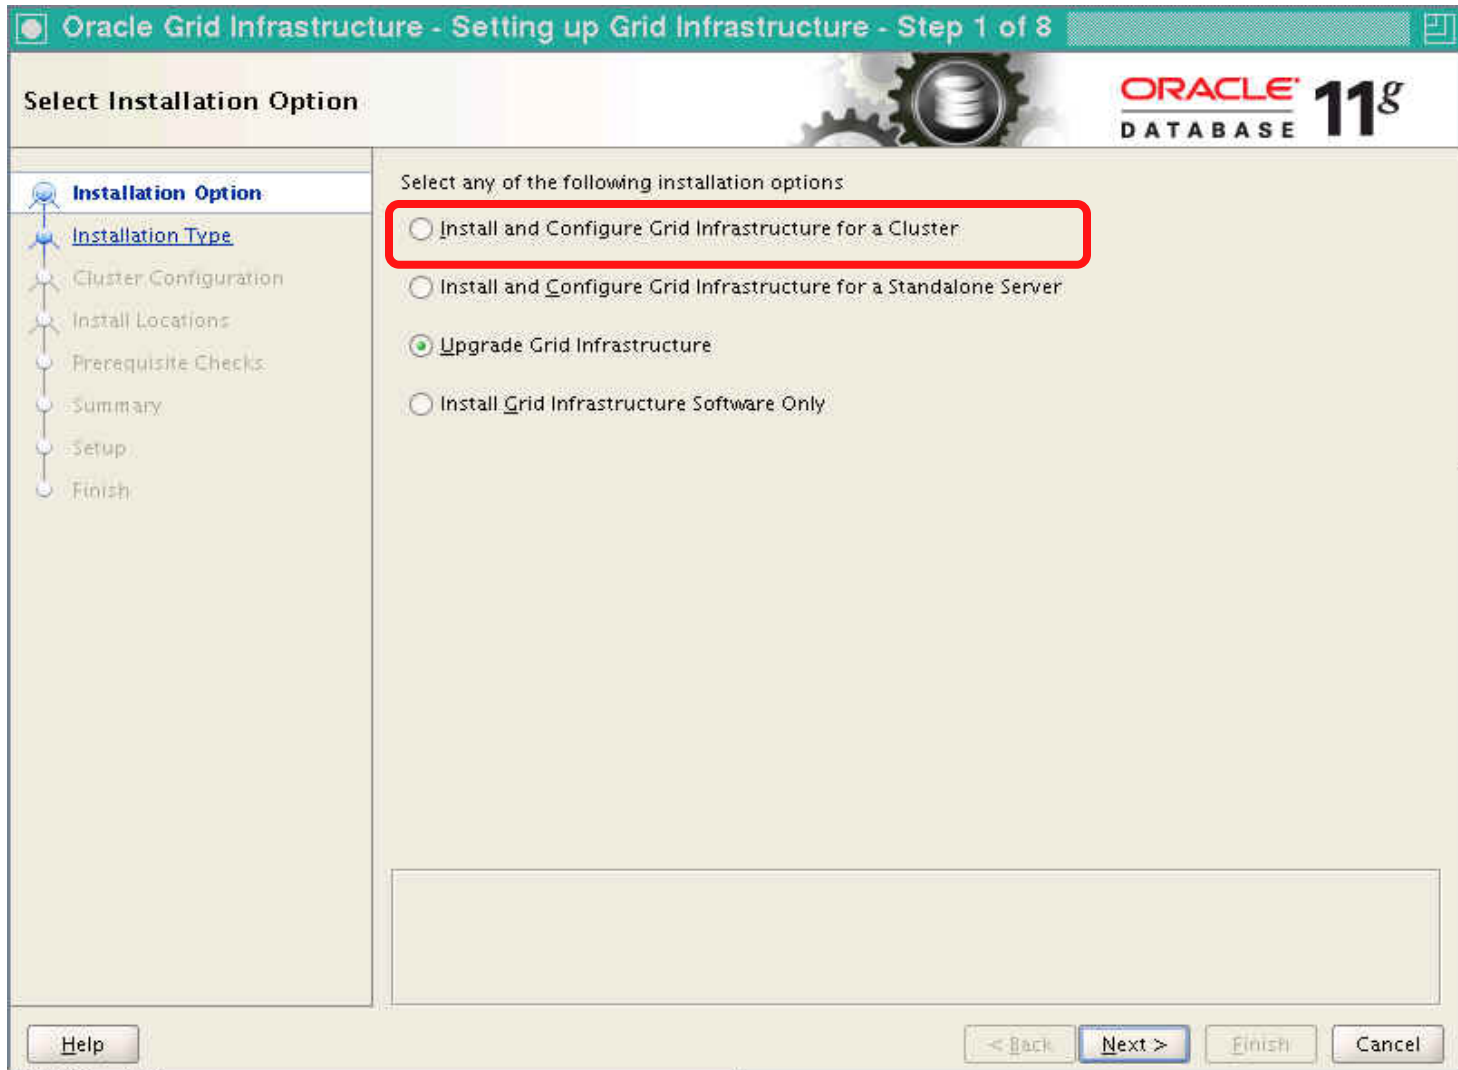 Oracle Grid Infrastructure - Setting up Grid Infrastructure - Step 1 of 8
Select Installation Option
ORACLE
DATABASE
11g
Installation Option
Installation Type
Cluster Configuration
Install Locations
Prerequisite Checks
Summary
Setup
Finish
Select any of the following installation options
Install and Configure Grid Infrastructure for a Cluster
Install and Configure Grid Infrastructure for a Standalone Server
Upgrade Grid Infrastructure
Install Grid Infrastructure Software Only
Help
< Back
Next >
Finish
Cancel